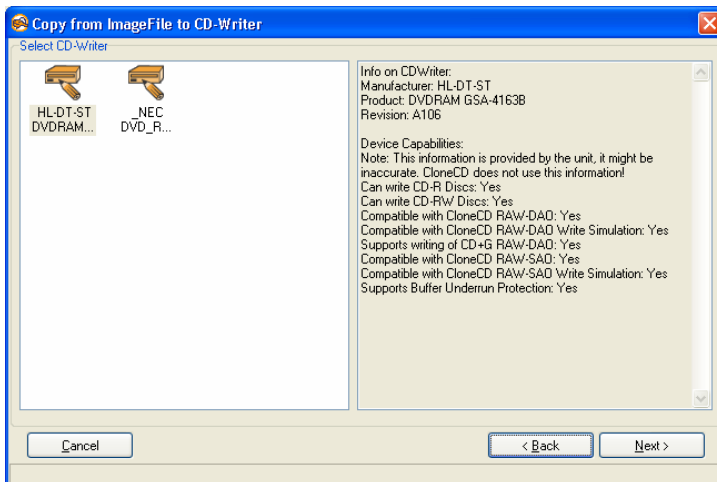 Copy from ImageFile to CD-Writer
Select CD-Writer
HL-DT-ST
DVDRAM...
_NEC
DVD_R...
Info on CDWriter:
Manufacturer: HL-DT-ST
Product: DVDRAM GSA-4163B
Revision: A106
Device Capabilities:
Note: This information is provided by the unit, it might be
inaccurate. CloneCD does not use this information!
Can write CD-R Discs: Yes
Can write CD-RW Discs: Yes
Compatible with CloneCD RAW-DAO: Yes
Compatible with CloneCD RAW-DAO Write Simulation: Yes
Supports writing of CD+G RAW-DAO: Yes
Compatible with CloneCD RAW-SAO: Yes
Compatible with CloneCD RAW-SAO Write Simulation: Yes
Supports Buffer Underrun Protection: Yes
Cancel
< Back
Next >